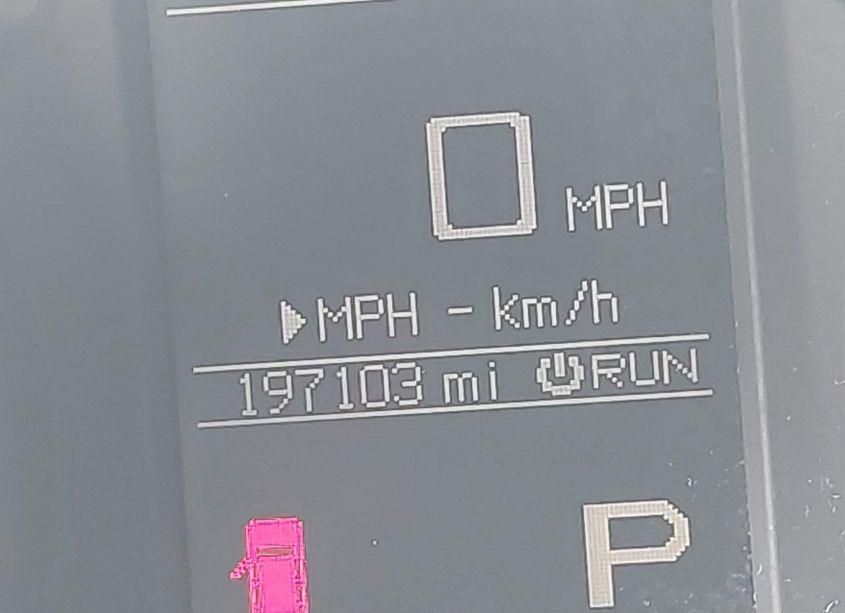 0 MPH
▶MPH - km/h
197103 mi RUN
P